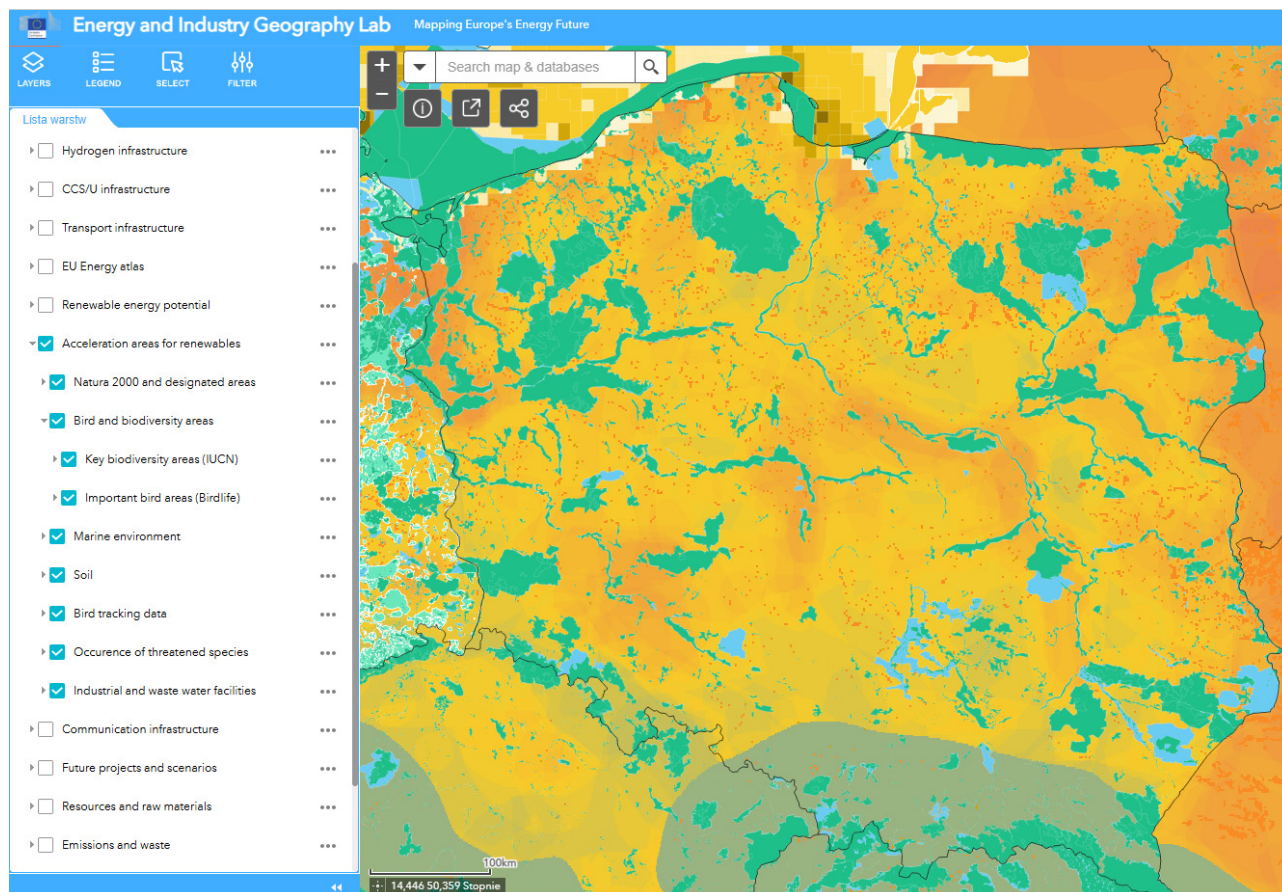 Energy and Industry Geography Lab
Mapping Europe's Energy Future
LAYERS
LEGEND
SELECT
FILTER
Lista warstw
Hydrogen infrastructure
CCS/U infrastructure
Transport infrastructure
EU Energy atlas
Renewable energy potential
Acceleration areas for renewables
Natura 2000 and designated areas
Bird and biodiversity areas
Key biodiversity areas (IUCN)
Important bird areas (Birdlife)
Marine environment
Soil
Bird tracking data
Occurence of threatened species
Industrial and waste water facilities
Communication infrastructure
Future projects and scenarios
Resources and raw materials
Emissions and waste
Search map & databases
100km
14,446 50,359 Stopnie